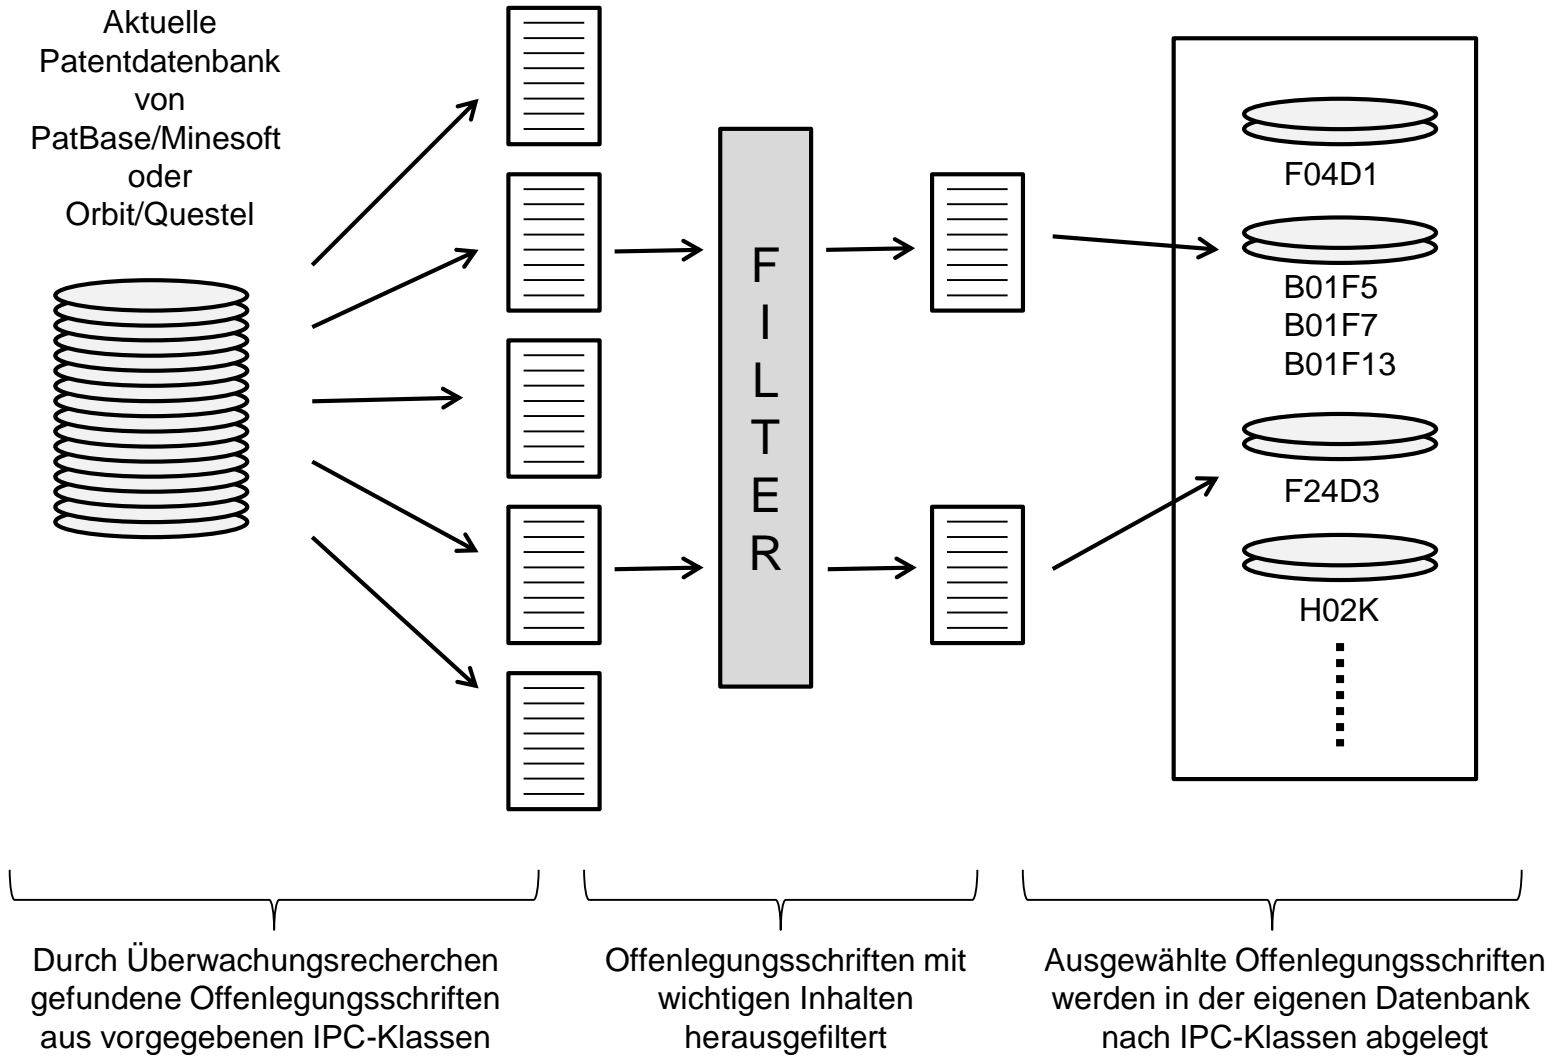 Aktuelle
Patentdatenbank
von
PatBase/Minesoft
oder
Orbit/Questel
F
I
L
T
E
R
F04D1
B01F5
B01F7
B01F13
F24D3
H02K
Durch Überwachungsrecherchen
gefundene Offenlegungsschriften
aus vorgegebenen IPC-Klassen
Offenlegungsschriften mit
wichtigen Inhalten
herausgefiltert
Ausgewählte Offenlegungsschriften
werden in der eigenen Datenbank
nach IPC-Klassen abgelegt